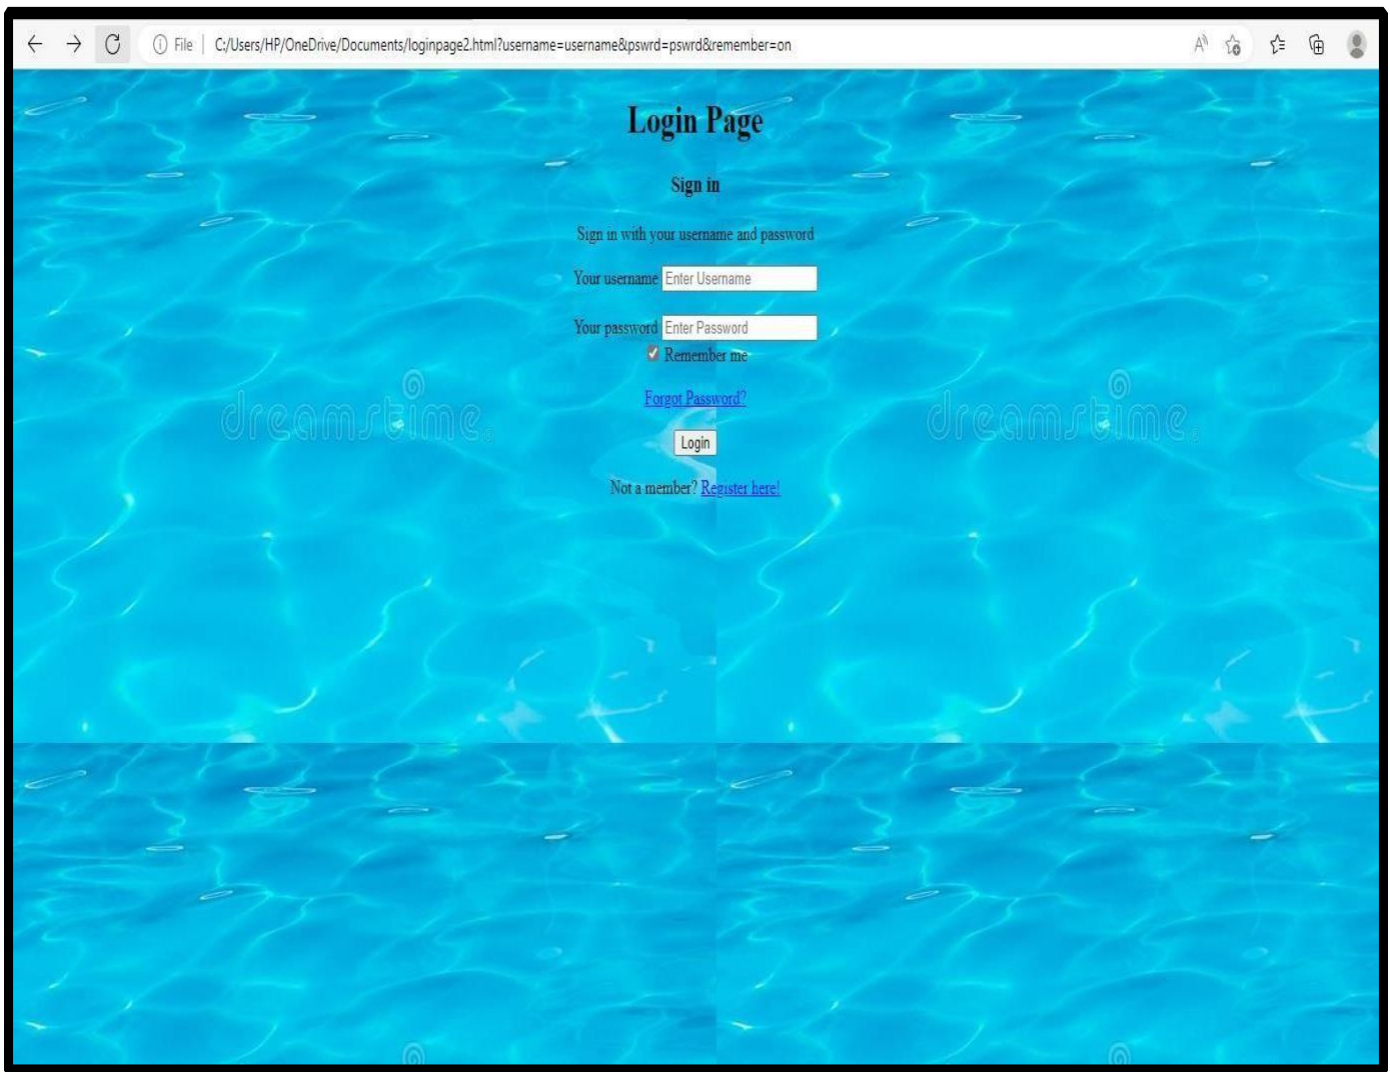 File | C:/Users/HP/OneDrive/Documents/loginpage2.html?username=username&pswrd=pswrd&remember=on
Login Page
Sign in
Sign in with your username and password
Your username Enter Username
Your password Enter Password
Remember me
Forgot Password?
dreamstime dreamstime
Login
Not a member? Register here!